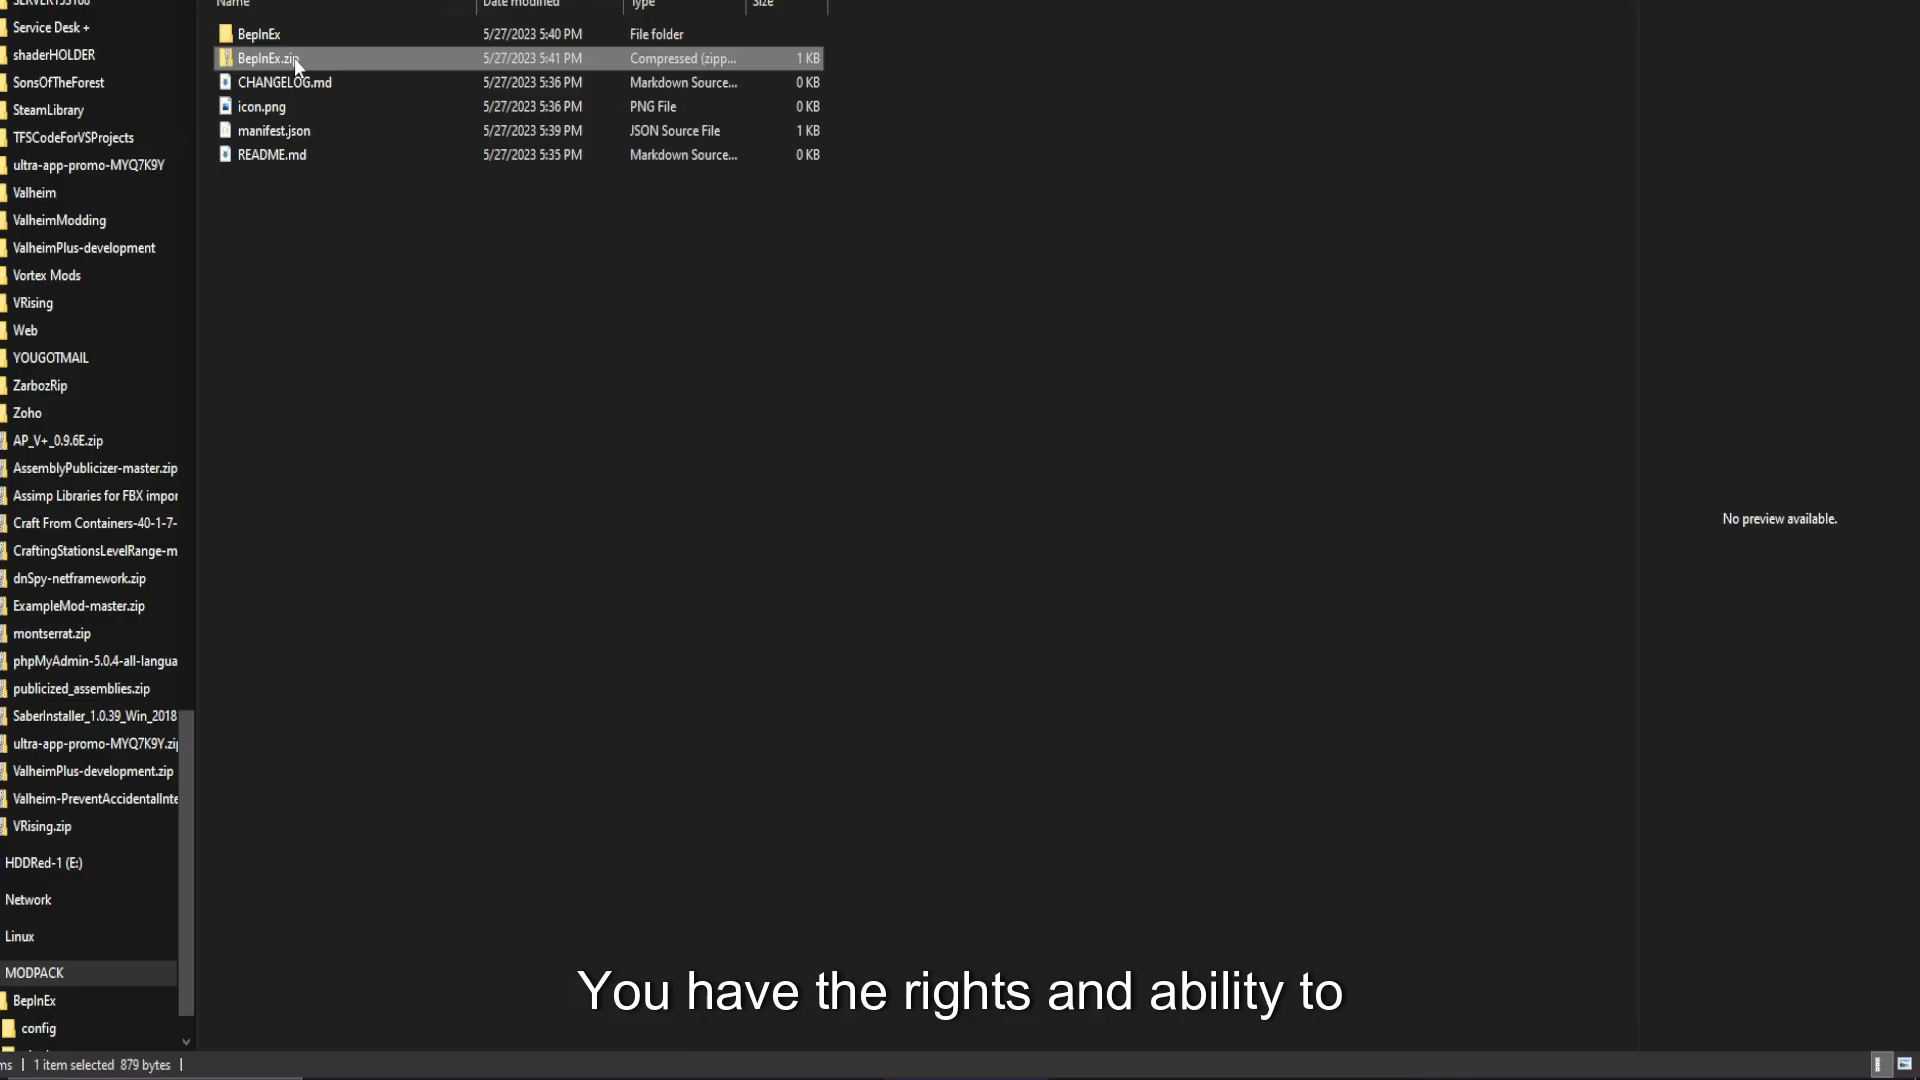 Name Date modified Type Size
SERVER155108
Service Desk +
shaderHOLDER
SonsOfTheForest
SteamLibrary
TFSCodeForVSProjects
ultra-app-promo-MYQ7K9Y
Valheim
ValheimModding
ValheimPlus-development
Vortex Mods
VRising
Web
YOUGOTMAIL
ZarbozRip
Zoho
AP_V+_0.9.6E.zip
AssemblyPublicizer-master.zip
Assimp Libraries for FBX impor
Craft From Containers-40-1-7-
CraftingStationsLevelRange-m
dnSpy-netframework.zip
ExampleMod-master.zip
montserrat.zip
phpMyAdmin-5.0.4-all-langua
publicized_assemblies.zip
SaberInstaller_1.0.39_Win_2018
ultra-app-promo-MYQ7K9Y.zip
ValheimPlus-development.zip
Valheim-PreventAccidentalInte
VRising.zip
HDDRed-1 (E:)
Network
Linux
MODPACK
BepInEx
config
BepInEx 5/27/2023 5:40 PM File folder
BepInEx.zip 5/27/2023 5:41 PM Compressed (zipp... 1 KB
CHANGELOG.md 5/27/2023 5:36 PM Markdown Source... 0 KB
icon.png 5/27/2023 5:36 PM PNG File 0 KB
manifest.json 5/27/2023 5:39 PM JSON Source File 1 KB
README.md 5/27/2023 5:35 PM Markdown Source... 0 KB
No preview available.
You have the rights and ability to
ms 1 item selected 879 bytes